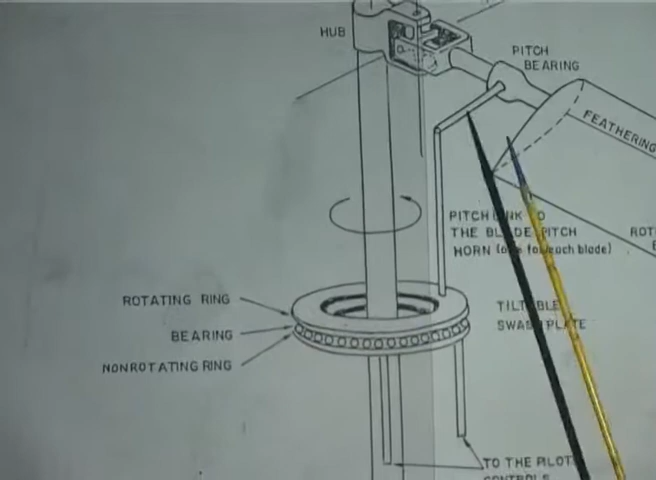 HUB
PITCH
BEARING
FEATHERING
PITCH LINK
THE BLADE PITCH
HORN (one for each blade)
ROTATING RING
BEARING
NONROTATING RING
TILTABLE
SWASHPLATE
TO THE PILOT
CONTROLS